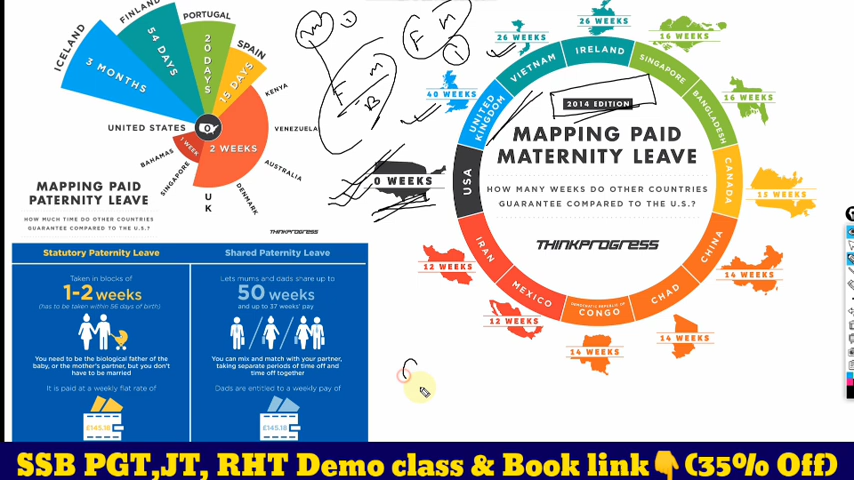 ICELAND
3 MONTHS
FINLAND
54 DAYS
PORTUGAL
20 DAYS
SPAIN
15 DAYS
KENYA
VENEZUELA
AUSTRALIA
DENMARK
UK
2 WEEKS
SINGAPORE
BAHAMAS
1 WEEK
UNITED STATES
0
MAPPING PAID
PATERNITY LEAVE
HOW MUCH TIME DO OTHER COUNTRIES
GUARANTEE COMPARED TO THE U.S.?
THINKPROGRESS
Statutory Paternity Leave
Taken in blocks of
1-2 weeks
(has to be taken within 56 days of birth)
You need to be the biological father of the
baby, or the mother's partner, but you don't
have to be married
It is paid at a weekly flat rate of
£145.18
Shared Paternity Leave
Lets mums and dads share up to
50 weeks
and up to 37 weeks' pay
You can mix and match with your partner,
taking separate periods of time off and
time off together
Dads are entitled to a weekly pay of
£145.18
M 1
F M
B
F M
1
2014 EDITION
MAPPING PAID
MATERNITY LEAVE
HOW MANY WEEKS DO OTHER COUNTRIES
GUARANTEE COMPARED TO THE U.S.?
THINKPROGRESS
USA
0 WEEKS
UNITED KINGDOM
40 WEEKS
VIETNAM
26 WEEKS
IRELAND
26 WEEKS
SINGAPORE
16 WEEKS
BANGLADESH
16 WEEKS
CANADA
15 WEEKS
CHINA
14 WEEKS
CHAD
14 WEEKS
DEMOCRATIC REPUBLIC OF
CONGO
14 WEEKS
MEXICO
12 WEEKS
IRAN
12 WEEKS
SSB PGT,JT, RHT Demo class & Book link👇(35% Off)